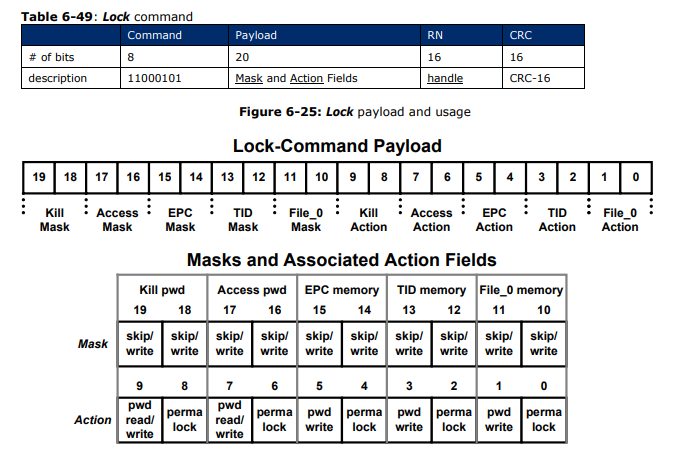 Table 6-49: Lock command
Command Payload RN CRC
# of bits 8 20 16 16
description 11000101 Mask and Action Fields handle CRC-16
Figure 6-25: Lock payload and usage
Lock-Command Payload
19 18 17 16 15 14 13 12 11 10 9 8 7 6 5 4 3 2 1 0
Kill Access EPC TID File_0 Kill Access EPC TID File_0
Mask Mask Mask Mask Mask Action Action Action Action Action
Masks and Associated Action Fields
Kill pwd Access pwd EPC memory TID memory File_0 memory
19 18 17 16 15 14 13 12 11 10
Mask skip/ skip/ skip/ skip/ skip/ skip/ skip/ skip/ skip/ skip/
write write write write write write write write write write
9 8 7 6 5 4 3 2 1 0
Action pwd read/ write perma lock pwd read/ write perma lock pwd write perma lock pwd write perma lock pwd write perma lock